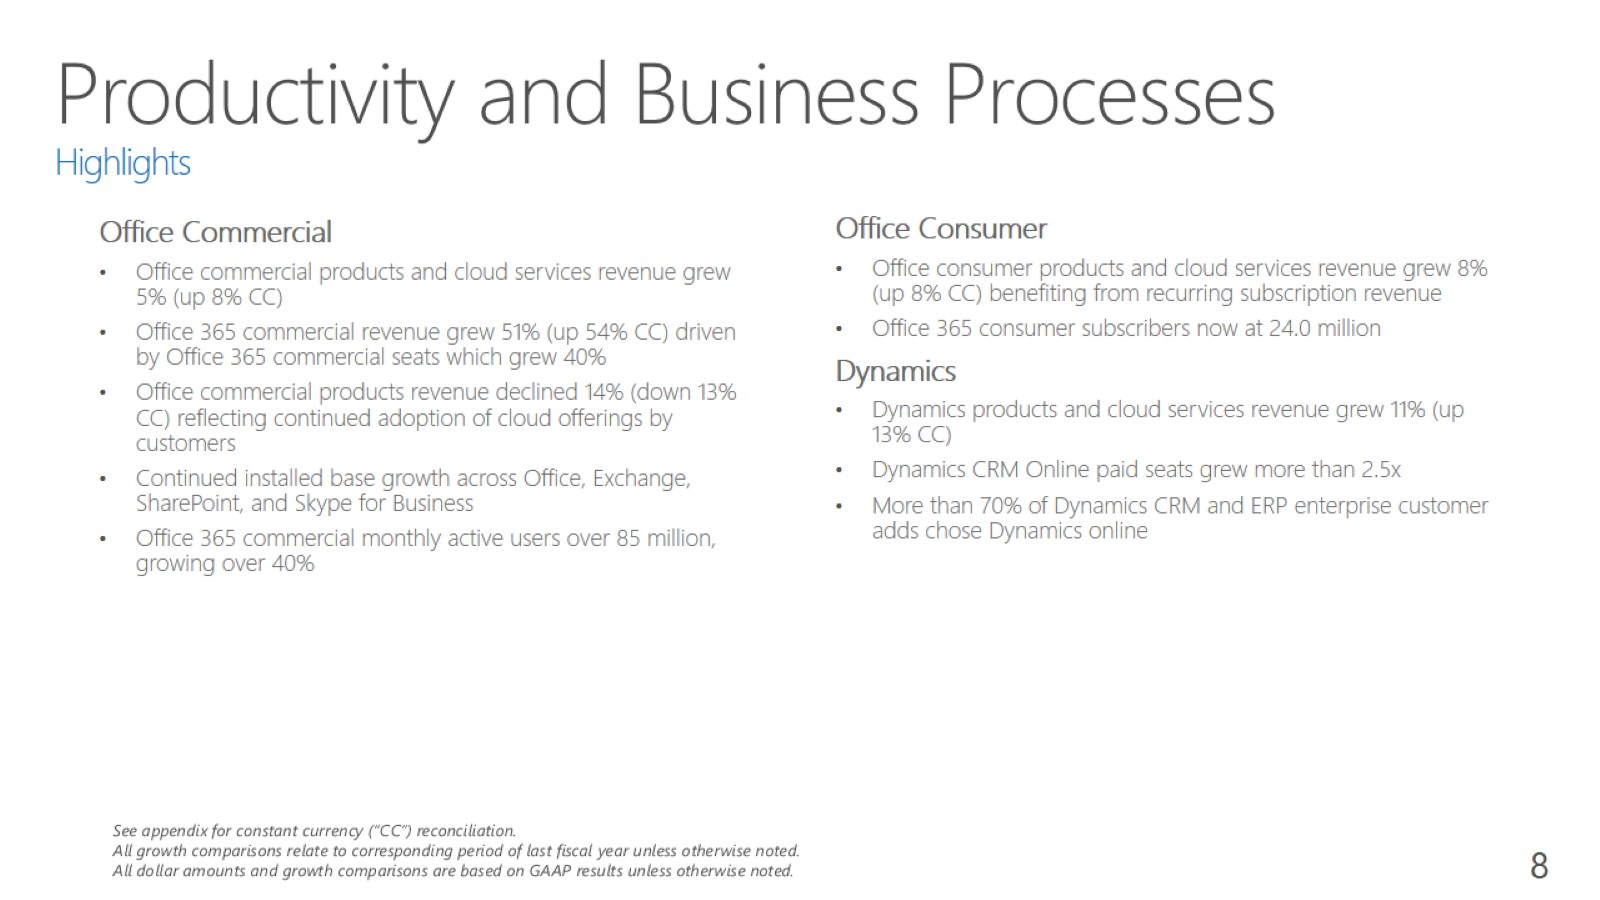 Productivity and Business Processes
Highlights
Office Commercial
• Office commercial products and cloud services revenue grew
5% (up 8% CC)
• Office 365 commercial revenue grew 51% (up 54% CC) driven
by Office 365 commercial seats which grew 40%
• Office commercial products revenue declined 14% (down 13%
CC) reflecting continued adoption of cloud offerings by
customers
• Continued installed base growth across Office, Exchange,
SharePoint, and Skype for Business
• Office 365 commercial monthly active users over 85 million,
growing over 40%
Office Consumer
• Office consumer products and cloud services revenue grew 8%
(up 8% CC) benefiting from recurring subscription revenue
• Office 365 consumer subscribers now at 24.0 million
Dynamics
• Dynamics products and cloud services revenue grew 11% (up
13% CC)
• Dynamics CRM Online paid seats grew more than 2.5x
• More than 70% of Dynamics CRM and ERP enterprise customer
adds chose Dynamics online
See appendix for constant currency (“CC”) reconciliation.
All growth comparisons relate to corresponding period of last fiscal year unless otherwise noted.
All dollar amounts and growth comparisons are based on GAAP results unless otherwise noted.
8